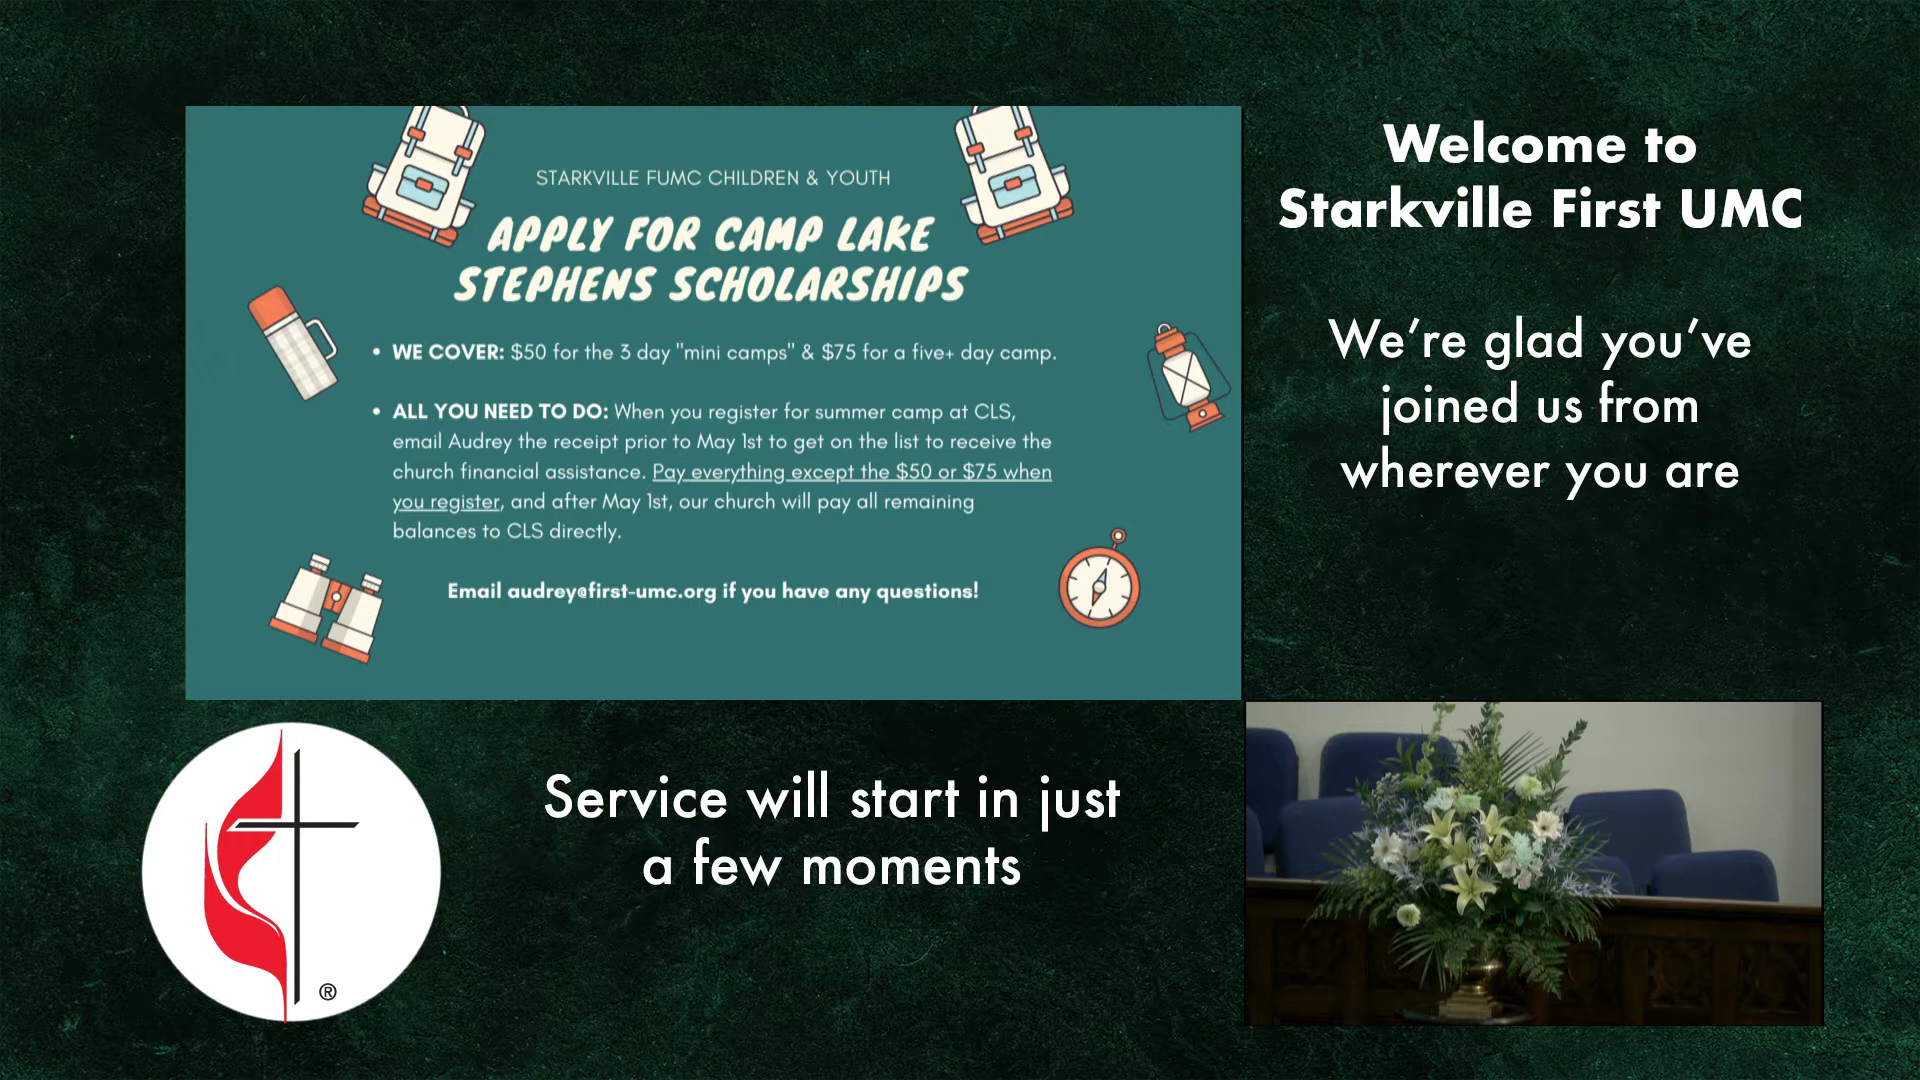 STARKVILLE FUMC CHILDREN & YOUTH
APPLY FOR CAMP LAKE
STEPHENS SCHOLARSHIPS
• WE COVER: $50 for the 3 day "mini camps" & $75 for a five+ day camp.
• ALL YOU NEED TO DO: When you register for summer camp at CLS,
email Audrey the receipt prior to May 1st to get on the list to receive the
church financial assistance. Pay everything except the $50 or $75 when
you register, and after May 1st, our church will pay all remaining
balances to CLS directly.
Email audrey@first-umc.org if you have any questions!
Welcome to
Starkville First UMC
We're glad you've
joined us from
wherever you are
Service will start in just
a few moments
®